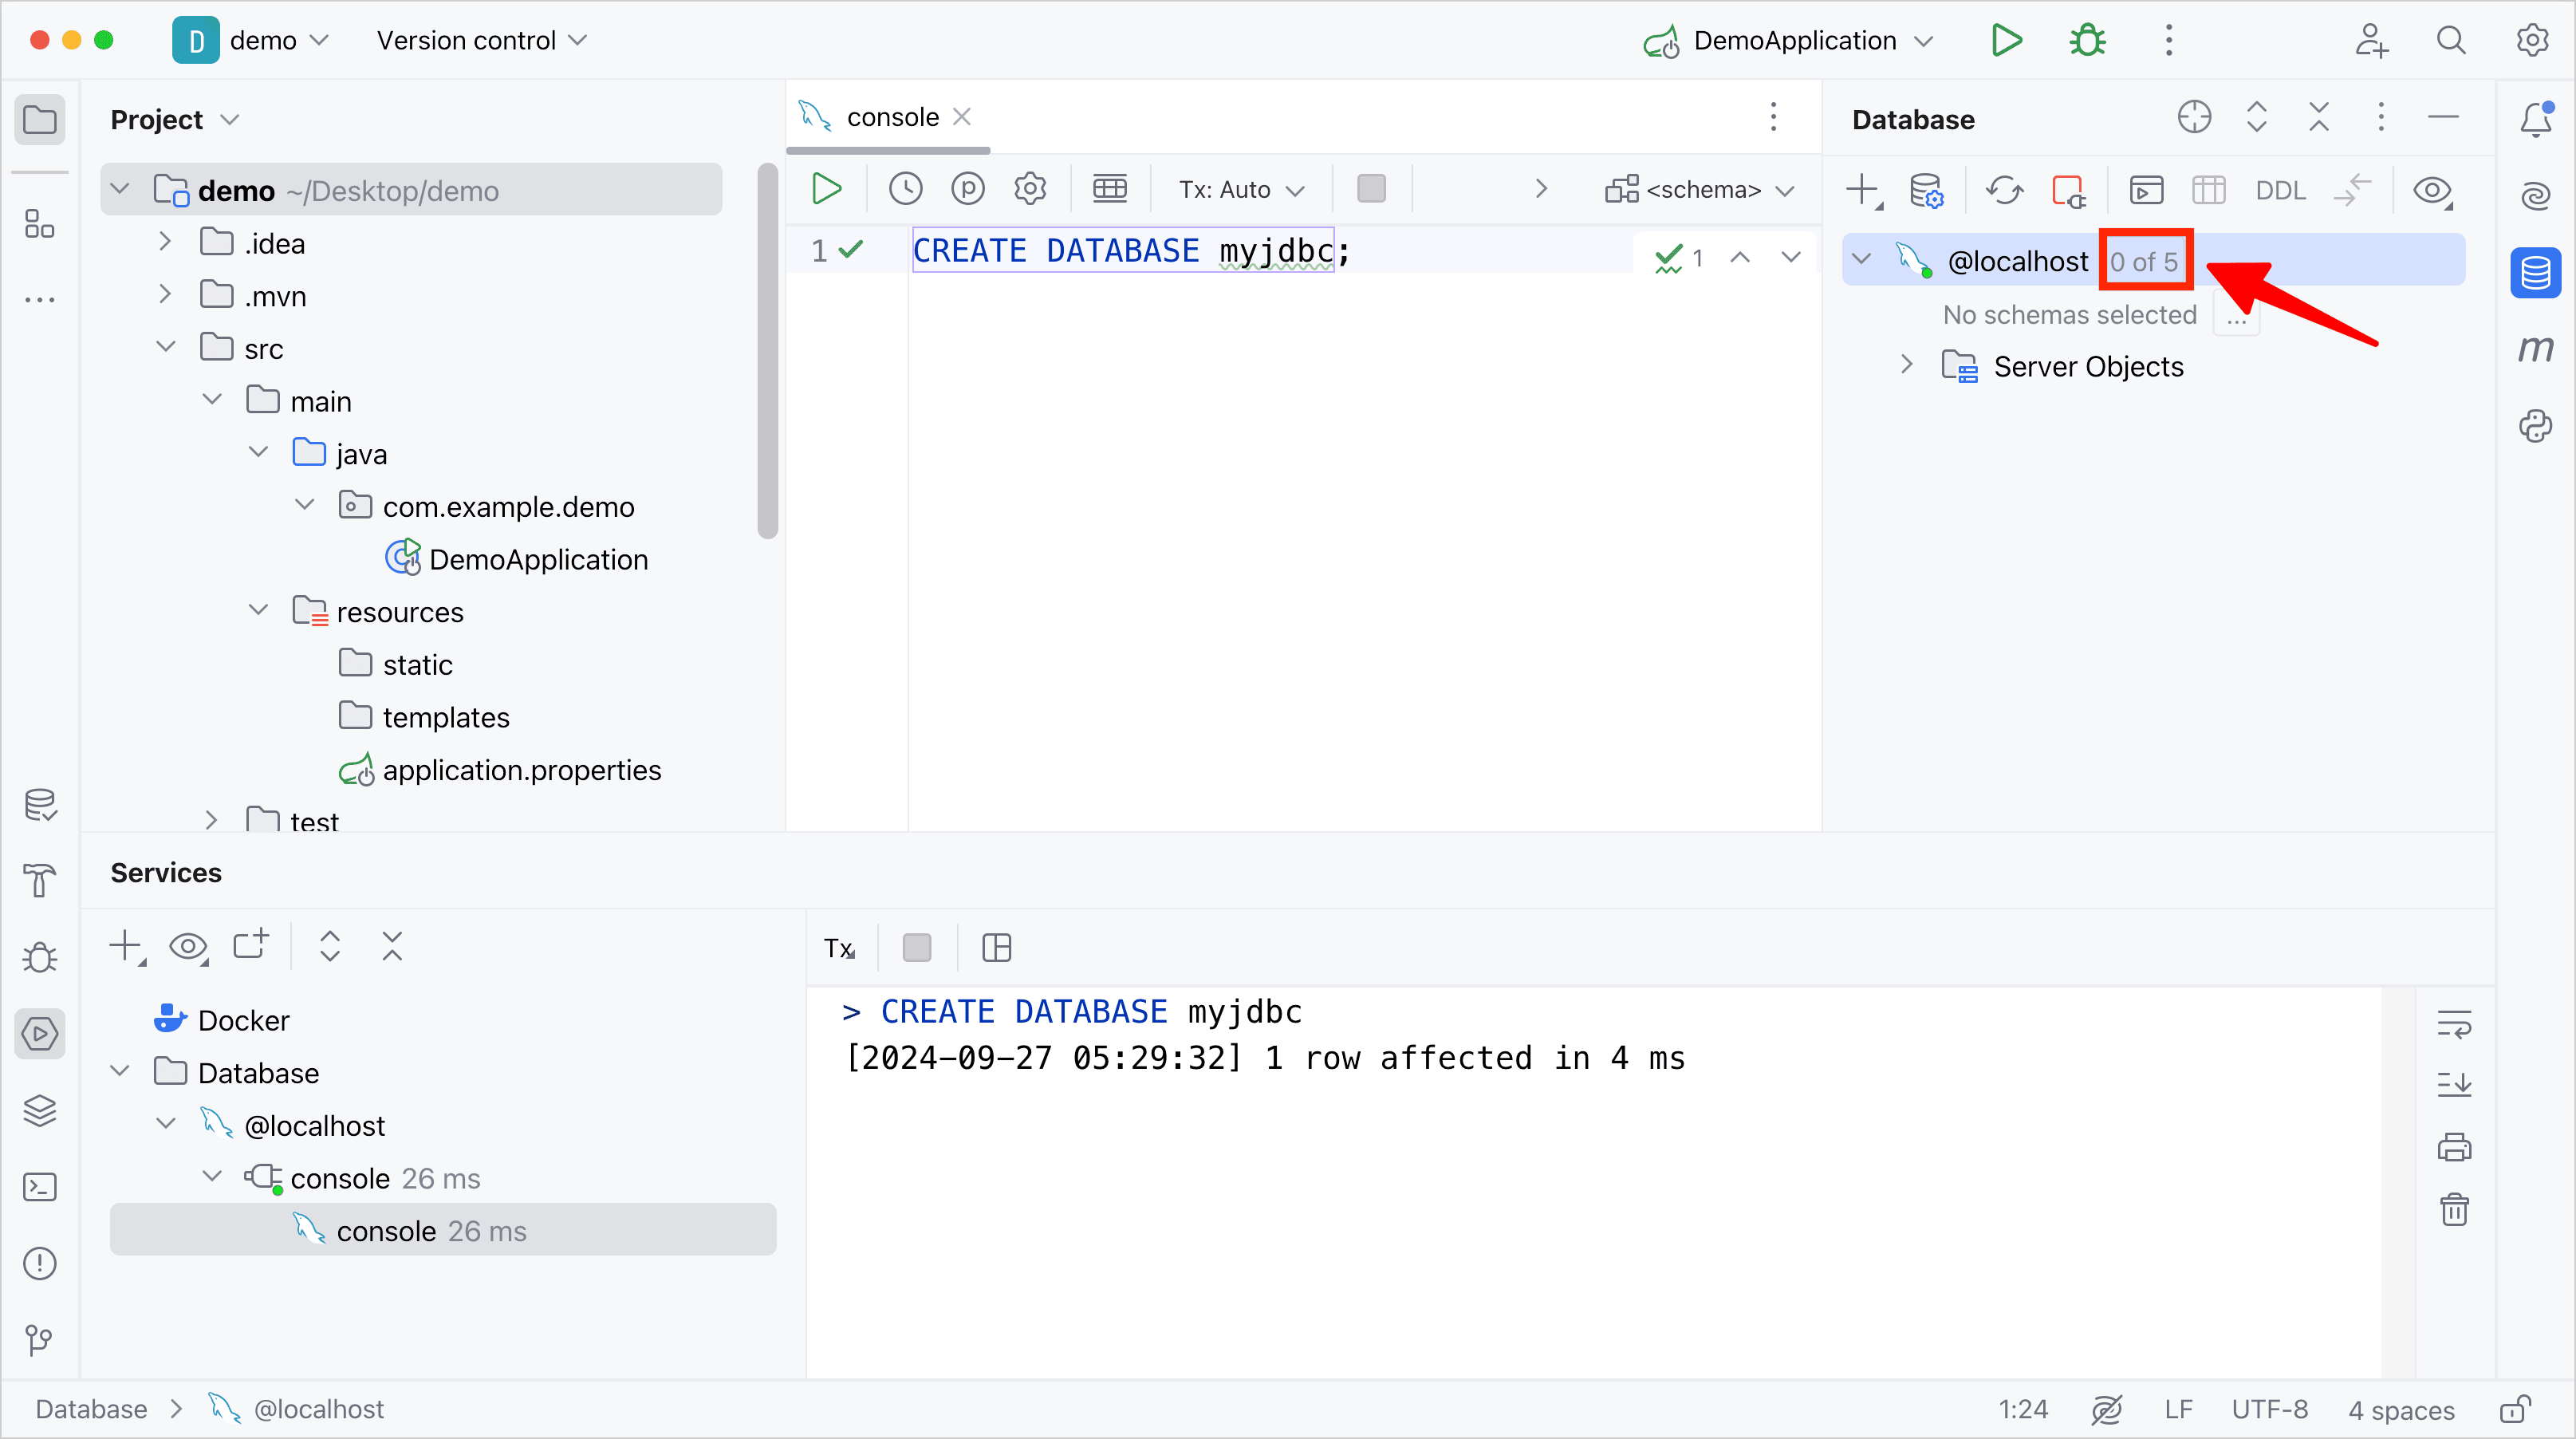 D demo Version control DemoApplication
Project
console
Database
demo ~/Desktop/demo
Tx: Auto <schema>
DDL
.idea
1 CREATE DATABASE myjdbc; 1
@localhost 0 of 5
.mvn
No schemas selected ...
src
Server Objects
m
main
java
com.example.demo
DemoApplication
resources
static
templates
application.properties
test
Services
Tx
Docker
> CREATE DATABASE myjdbc
Database
[2024-09-27 05:29:32] 1 row affected in 4 ms
@localhost
console 26 ms
console 26 ms
Database > @localhost 1:24 LF UTF-8 4 spaces